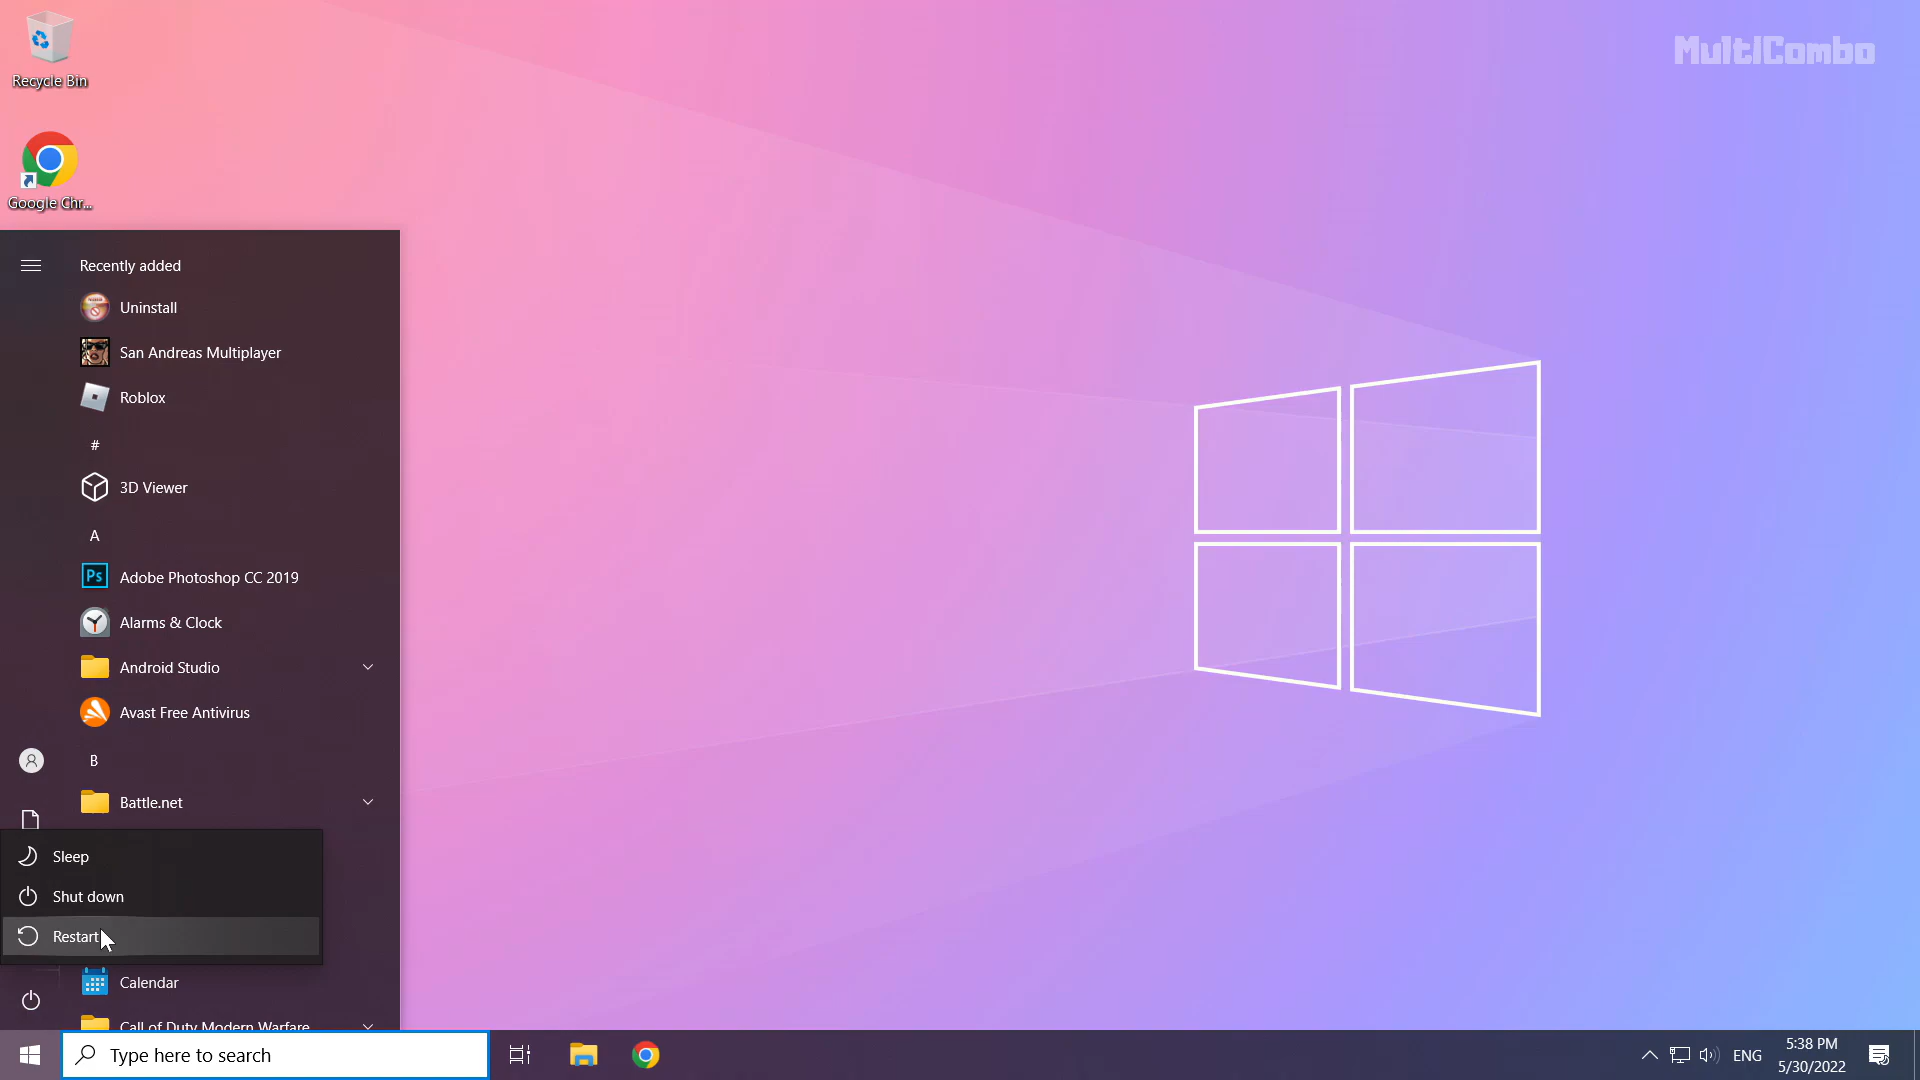 MultiCombo
Recycle Bin
Google Chr...
Recently added
Uninstall
San Andreas Multiplayer
Roblox
#
3D Viewer
A
Ps
Adobe Photoshop CC 2019
Alarms & Clock
Android Studio
Avast Free Antivirus
B
Battle.net
Sleep
Shut down
Restart
Calendar
Call of Duty Modern Warfare
Type here to search
ENG
5:38 PM
5/30/2022